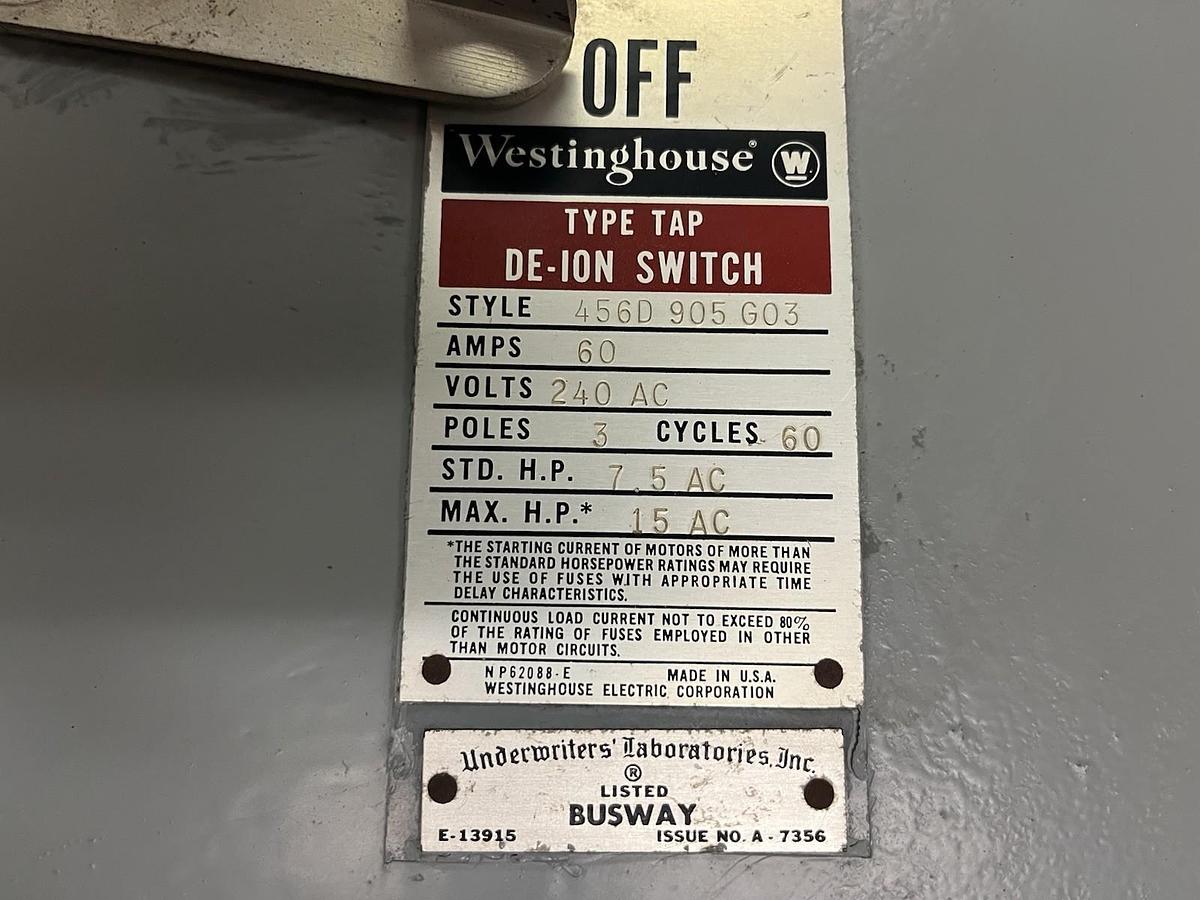 OFF
Westinghouse® W
TYPE TAP
DE-ION SWITCH
STYLE 456D 905 G03
AMPS 60
VOLTS 240 AC
POLES 3 CYCLES 60
STD. H.P. 7.5 AC
MAX. H.P.* 15 AC
*THE STARTING CURRENT OF MOTORS OF MORE THAN
THE STANDARD HORSEPOWER RATINGS MAY REQUIRE
THE USE OF FUSES WITH APPROPRIATE TIME
DELAY CHARACTERISTICS.
CONTINUOUS LOAD CURRENT NOT TO EXCEED 80%
OF THE RATING OF FUSES EMPLOYED IN OTHER
THAN MOTOR CIRCUITS.
NP62088-E MADE IN U.S.A.
WESTINGHOUSE ELECTRIC CORPORATION
Underwriters' Laboratories, Inc.
®
LISTED
BUSWAY
E-13915 ISSUE NO. A-7356